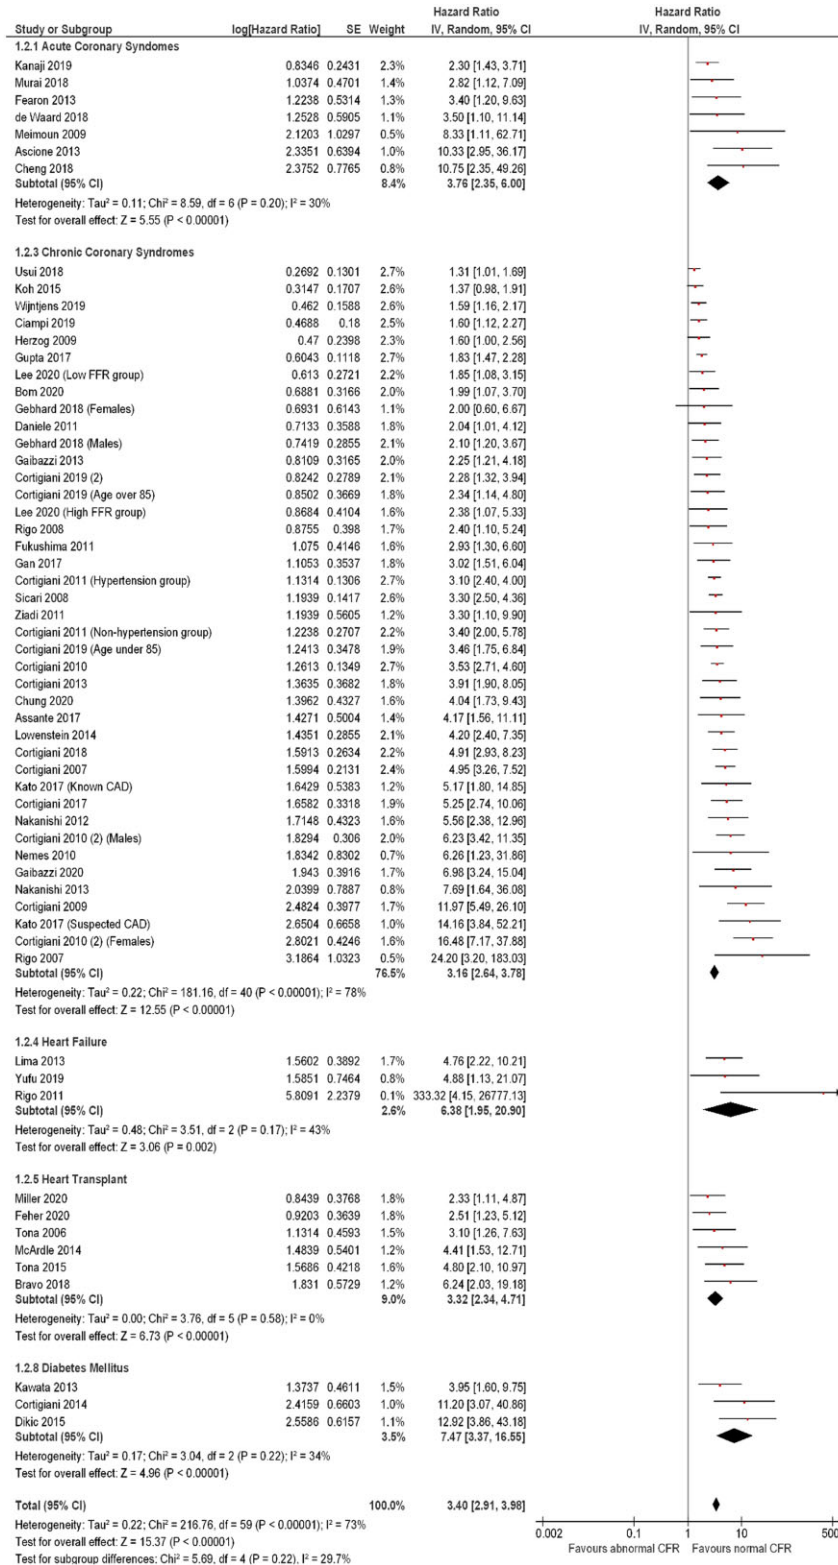 Hazard Ratio Hazard Ratio
Study or Subgroup log[Hazard Ratio] SE Weight IV, Random, 95% CI IV, Random, 95% CI
1.2.1 Acute Coronary Syndomes
Kanaji 2019 0.8346 0.2431 2.3% 2.30 [1.43, 3.71]
Murai 2018 1.0374 0.4701 1.4% 2.82 [1.12, 7.09]
Fearon 2013 1.2238 0.5314 1.3% 3.40 [1.20, 9.63]
de Waard 2018 1.2528 0.5905 1.1% 3.50 [1.10, 11.14]
Meimoun 2009 2.1203 1.0297 0.5% 8.33 [1.11, 62.71]
Ascione 2013 2.3351 0.6394 1.0% 10.33 [2.95, 36.17]
Cheng 2018 2.3752 0.7765 0.8% 10.75 [2.35, 49.26]
Subtotal (95% CI) 8.4% 3.76 [2.35, 6.00]
Heterogeneity: Tau² = 0.11; Chi² = 8.59, df = 6 (P = 0.20); I² = 30%
Test for overall effect: Z = 5.55 (P < 0.00001)
1.2.3 Chronic Coronary Syndromes
Usui 2018 0.2692 0.1301 2.7% 1.31 [1.01, 1.69]
Koh 2015 0.3147 0.1707 2.6% 1.37 [0.98, 1.91]
Wijntjens 2019 0.462 0.1588 2.6% 1.59 [1.16, 2.17]
Ciampi 2019 0.4688 0.18 2.5% 1.60 [1.12, 2.27]
Herzog 2009 0.47 0.2398 2.3% 1.60 [1.00, 2.56]
Gupta 2017 0.6043 0.1118 2.7% 1.83 [1.47, 2.28]
Lee 2020 (Low FFR group) 0.613 0.2721 2.2% 1.85 [1.08, 3.15]
Bom 2020 0.6881 0.3166 2.0% 1.99 [1.07, 3.70]
Gebhard 2018 (Females) 0.6931 0.6143 1.1% 2.00 [0.60, 6.67]
Daniele 2011 0.7133 0.3588 1.8% 2.04 [1.01, 4.12]
Gebhard 2018 (Males) 0.7419 0.2855 2.1% 2.10 [1.20, 3.67]
Gaibazzi 2013 0.8109 0.3165 2.0% 2.25 [1.21, 4.18]
Cortigiani 2019 (2) 0.8242 0.2789 2.1% 2.28 [1.32, 3.94]
Cortigiani 2019 (Age over 85) 0.8502 0.3669 1.8% 2.34 [1.14, 4.80]
Lee 2020 (High FFR group) 0.8684 0.4104 1.6% 2.38 [1.07, 5.33]
Rigo 2008 0.8755 0.398 1.7% 2.40 [1.10, 5.24]
Fukushima 2011 1.075 0.4146 1.6% 2.93 [1.30, 6.60]
Gan 2017 1.1053 0.3537 1.8% 3.02 [1.51, 6.04]
Cortigiani 2011 (Hypertension group) 1.1314 0.1306 2.7% 3.10 [2.40, 4.00]
Sicari 2008 1.1939 0.1417 2.6% 3.30 [2.50, 4.36]
Ziadi 2011 1.1939 0.5605 1.2% 3.30 [1.10, 9.90]
Cortigiani 2011 (Non-hypertension group) 1.2238 0.2707 2.2% 3.40 [2.00, 5.78]
Cortigiani 2019 (Age under 85) 1.2413 0.3478 1.8% 3.46 [1.75, 6.84]
Cortigiani 2010 1.2613 0.1349 2.7% 3.53 [2.71, 4.60]
Cortigiani 2013 1.3635 0.3682 1.8% 3.91 [1.90, 8.05]
Chung 2020 1.3962 0.4327 1.5% 4.04 [1.73, 9.43]
Assante 2017 1.4271 0.5004 1.4% 4.17 [1.56, 11.11]
Lowenstein 2014 1.4351 0.2855 2.1% 4.20 [2.40, 7.35]
Cortigiani 2018 1.5913 0.2634 2.2% 4.91 [2.93, 8.23]
Cortigiani 2007 1.5994 0.2131 2.4% 4.95 [3.26, 7.52]
Kato 2017 (Known CAD) 1.6429 0.5383 1.2% 5.17 [1.80, 14.85]
Cortigiani 2017 1.6582 0.3318 1.9% 5.25 [2.74, 10.06]
Nakanishi 2012 1.7148 0.4323 1.5% 5.56 [2.38, 12.96]
Cortigiani 2010 (2) (Males) 1.8294 0.306 2.0% 6.23 [3.42, 11.35]
Nemes 2010 1.8342 0.8302 0.7% 6.26 [1.23, 31.86]
Gaibazzi 2020 1.943 0.3916 1.7% 6.98 [3.24, 15.04]
Nakanishi 2013 2.0399 0.7887 0.8% 7.69 [1.64, 36.08]
Cortigiani 2009 2.4824 0.3977 1.7% 11.97 [5.49, 26.10]
Kato 2017 (Suspected CAD) 2.6504 0.6658 1.0% 14.16 [3.84, 52.21]
Cortigiani 2010 (2) (Females) 2.8021 0.4246 1.6% 16.48 [7.17, 37.88]
Rigo 2007 3.1864 1.0323 0.5% 24.20 [3.20, 183.03]
Subtotal (95% CI) 76.5% 3.16 [2.64, 3.78]
Heterogeneity: Tau² = 0.22; Chi² = 181.16, df = 40 (P < 0.00001); I² = 78%
Test for overall effect: Z = 12.55 (P < 0.00001)
1.2.4 Heart Failure
Lima 2013 1.5602 0.3892 1.7% 4.76 [2.22, 10.21]
Yufu 2019 1.5851 0.7464 0.8% 4.88 [1.13, 21.07]
Rigo 2011 5.8091 2.2379 0.1% 333.32 [4.15, 26777.13]
Subtotal (95% CI) 2.6% 6.38 [1.95, 20.90]
Heterogeneity: Tau² = 0.48; Chi² = 3.51, df = 2 (P = 0.17); I² = 43%
Test for overall effect: Z = 3.06 (P = 0.002)
1.2.5 Heart Transplant
Miller 2020 0.8439 0.3768 1.8% 2.33 [1.11, 4.87]
Feher 2020 0.9203 0.3639 1.8% 2.51 [1.23, 5.12]
Tona 2006 1.1314 0.4593 1.5% 3.10 [1.26, 7.63]
McArdle 2014 1.4839 0.5401 1.2% 4.41 [1.53, 12.71]
Tona 2015 1.5686 0.4218 1.6% 4.80 [2.10, 10.97]
Bravo 2018 1.831 0.5729 1.2% 6.24 [2.03, 19.18]
Subtotal (95% CI) 9.0% 3.32 [2.34, 4.71]
Heterogeneity: Tau² = 0.00; Chi² = 3.76, df = 5 (P = 0.58); I² = 0%
Test for overall effect: Z = 6.73 (P < 0.00001)
1.2.8 Diabetes Mellitus
Kawata 2013 1.3737 0.4611 1.5% 3.95 [1.60, 9.75]
Cortigiani 2014 2.4159 0.6603 1.0% 11.20 [3.07, 40.86]
Dikic 2015 2.5586 0.6157 1.1% 12.92 [3.86, 43.18]
Subtotal (95% CI) 3.5% 7.47 [3.37, 16.55]
Heterogeneity: Tau² = 0.17; Chi² = 3.04, df = 2 (P = 0.22); I² = 34%
Test for overall effect: Z = 4.96 (P < 0.00001)
Total (95% CI) 100.0% 3.40 [2.91, 3.98]
Heterogeneity: Tau² = 0.22; Chi² = 216.76, df = 59 (P < 0.00001); I² = 73%
Test for overall effect: Z = 15.37 (P < 0.00001)
Test for subgroup differences: Chi² = 5.69, df = 4 (P = 0.22), I² = 29.7%
0.002 0.1 1 10 500
Favours abnormal CFR Favours normal CFR